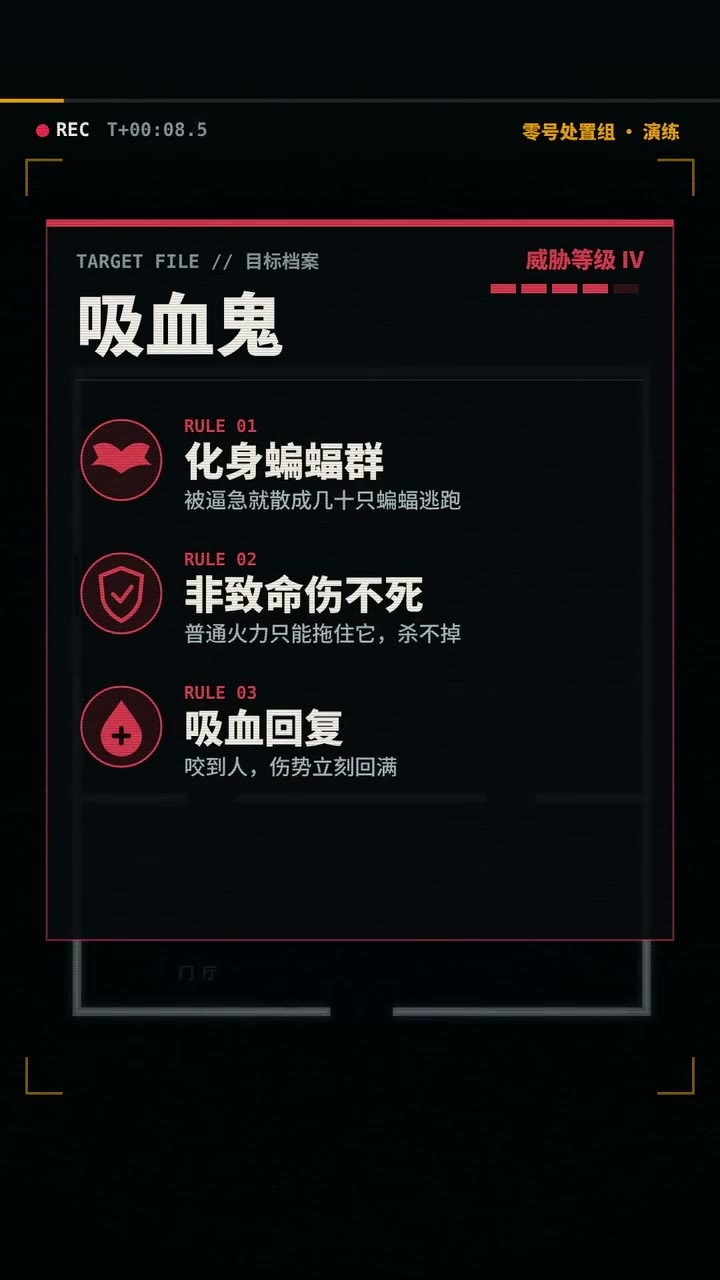 REC T+00:08.5
零号处置组 · 演练
TARGET FILE // 目标档案
威胁等级 IV
吸血鬼
RULE 01
化身蝙蝠群
被逼急就散成几十只蝙蝠逃跑
RULE 02
非致命伤不死
普通火力只能拖住它，杀不掉
RULE 03
吸血回复
咬到人，伤势立刻回满
门厅